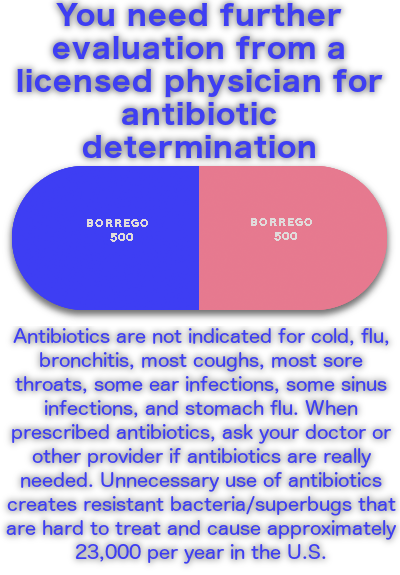 You need further
evaluation from a
licensed physician for
antibiotic
determination
BORREGO BORREGO
500 500
Antibiotics are not indicated for cold, flu,
bronchitis, most coughs, most sore
throats, some ear infections, some sinus
infections, and stomach flu. When
prescribed antibiotics, ask your doctor or
other provider if antibiotics are really
needed. Unnecessary use of antibiotics
creates resistant bacteria/superbugs that
are hard to treat and cause approximately
23,000 per year in the U.S.